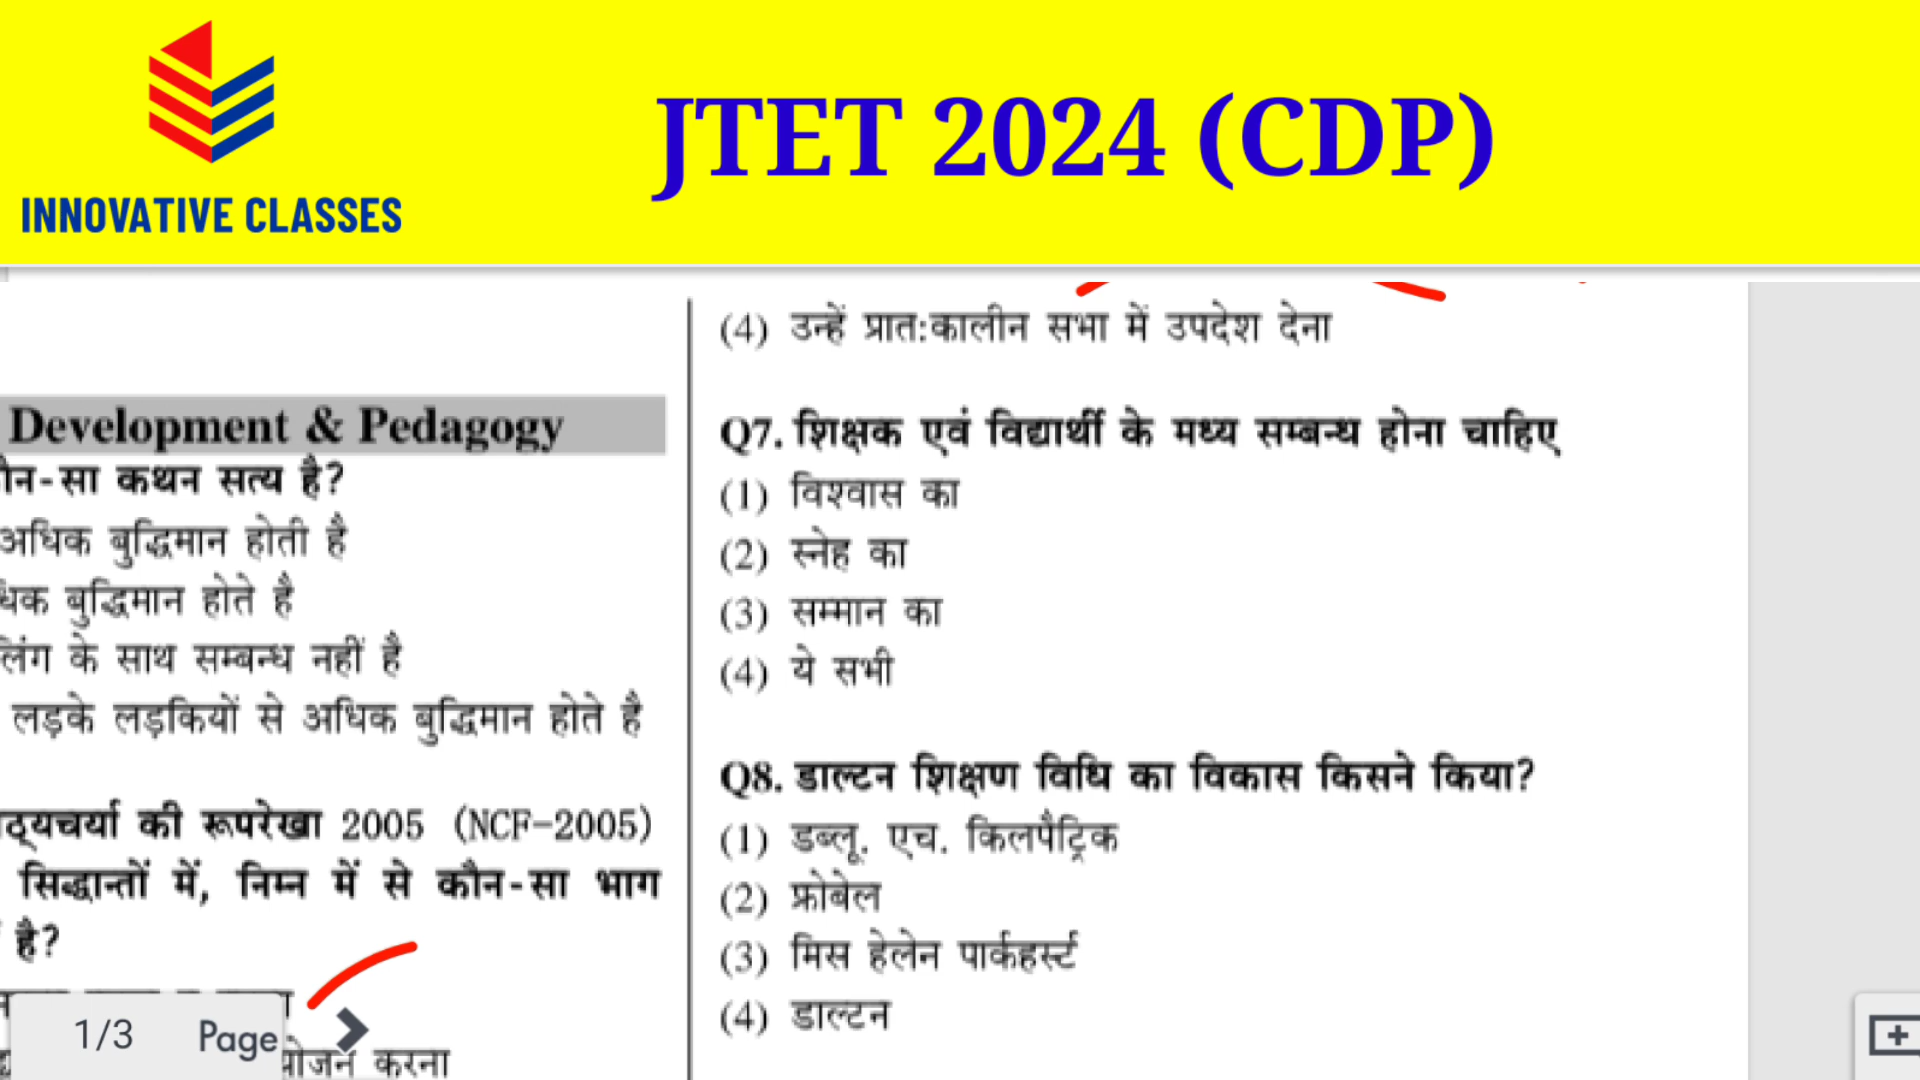 INNOVATIVE CLASSES
JTET 2024 (CDP)
Development & Pedagogy
कौन-सा कथन सत्य है?
अधिक बुद्धिमान होती है
बुद्धिमान होते है
लिंग के साथ सम्बन्ध नहीं है
लड़के लड़कियों से अधिक बुद्धिमान होते है
की रूपरेखा 2005 (NCF-2005)
सिद्धान्तों में, निम्न में से कौन-सा भाग
है?
करना
1/3 Page
(4) उन्हें प्रात:कालीन सभा में उपदेश देना
Q7. शिक्षक एवं विद्यार्थी के मध्य सम्बन्ध होना चाहिए
(1) विश्वास का
(2) स्नेह का
(3) सम्मान का
(4) ये सभी
Q8. डाल्टन शिक्षण विधि का विकास किसने किया?
(1) डब्लू. एच. किलपैट्रिक
(2) फ्रोबेल
(3) मिस हेलेन पार्कहर्स्ट
(4) डाल्टन